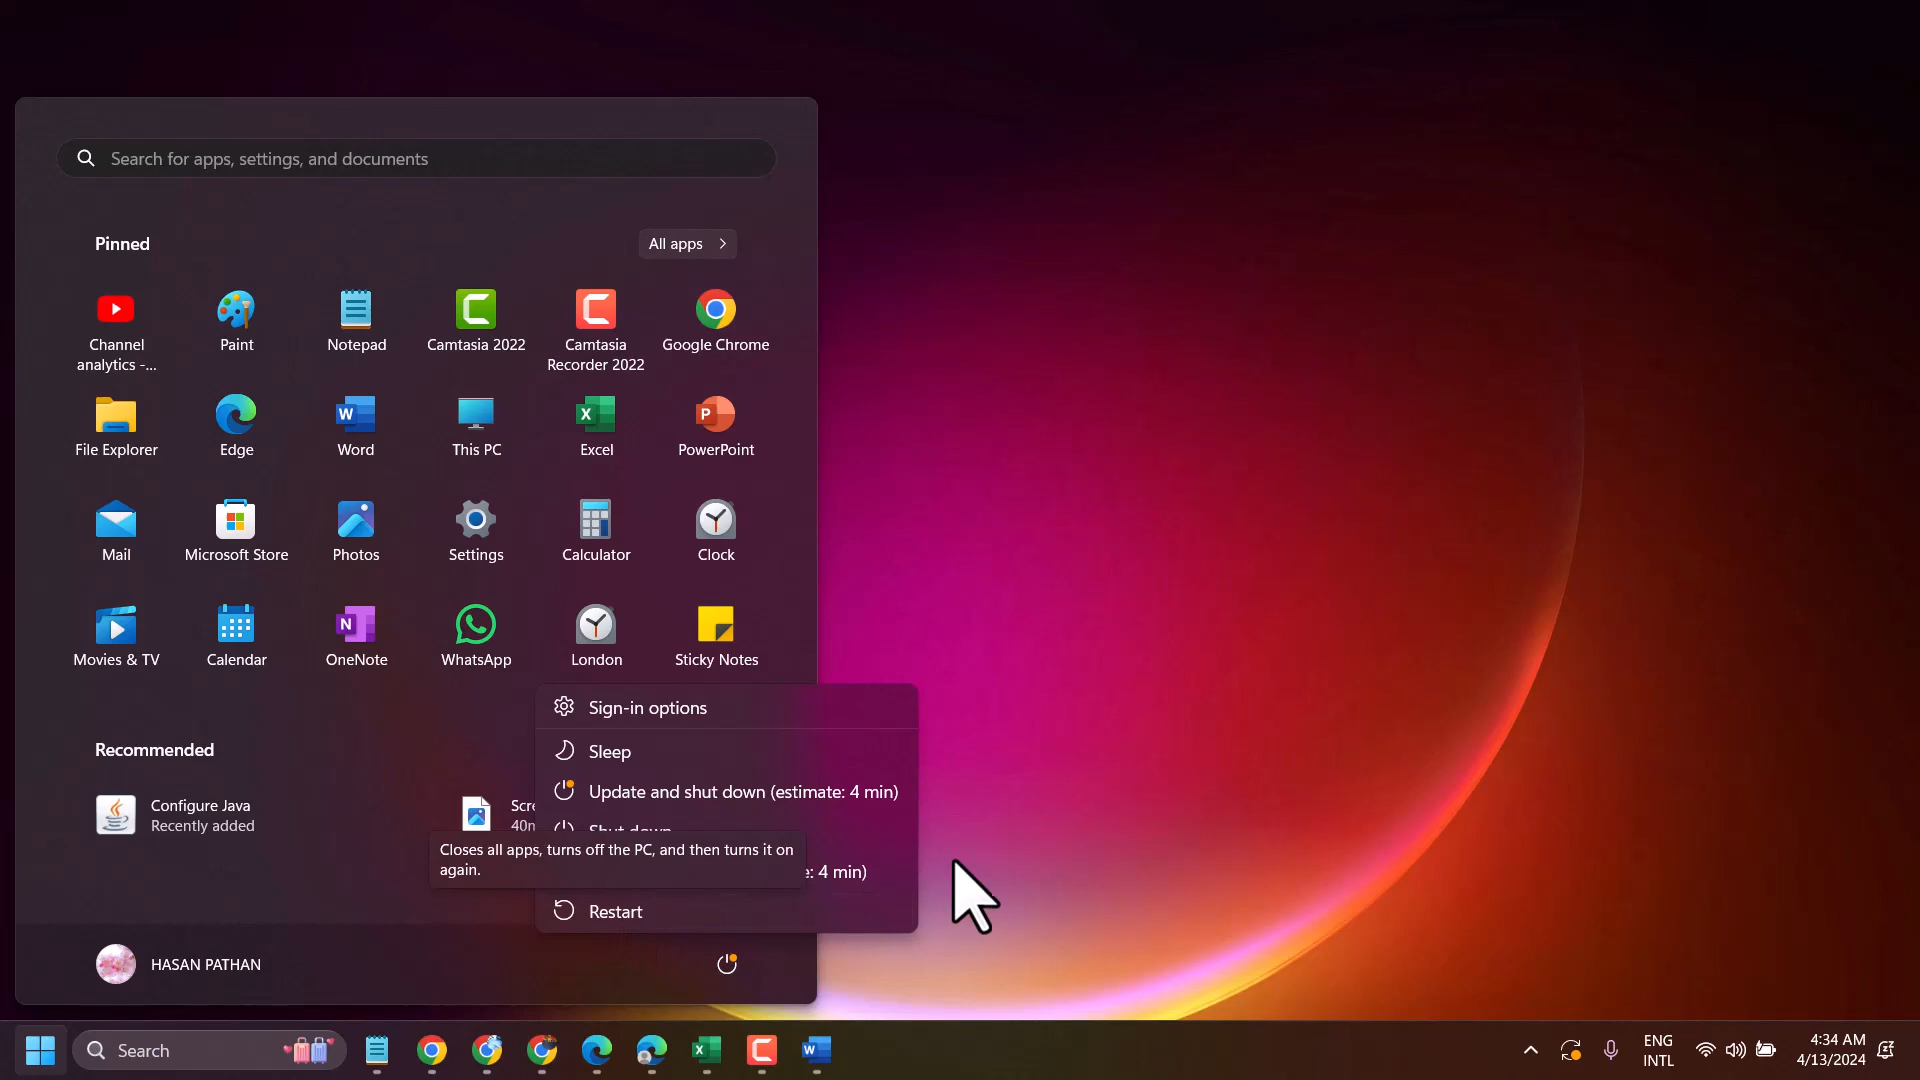 Search for apps, settings, and documents
Pinned
All apps
Channel
analytics -...
Paint
Notepad
Camtasia 2022
Camtasia
Recorder 2022
Google Chrome
File Explorer
Edge
Word
This PC
Excel
PowerPoint
Mail
Microsoft Store
Photos
Settings
Calculator
Clock
Movies & TV
Calendar
OneNote
WhatsApp
London
Sticky Notes
Sign-in options
Sleep
Update and shut down (estimate: 4 min)
Shut down
: 4 min)
Restart
Closes all apps, turns off the PC, and then turns it on
again.
Recommended
Configure Java
Recently added
Scre
40m
HASAN PATHAN
Search
ENG
INTL
4:34 AM
4/13/2024